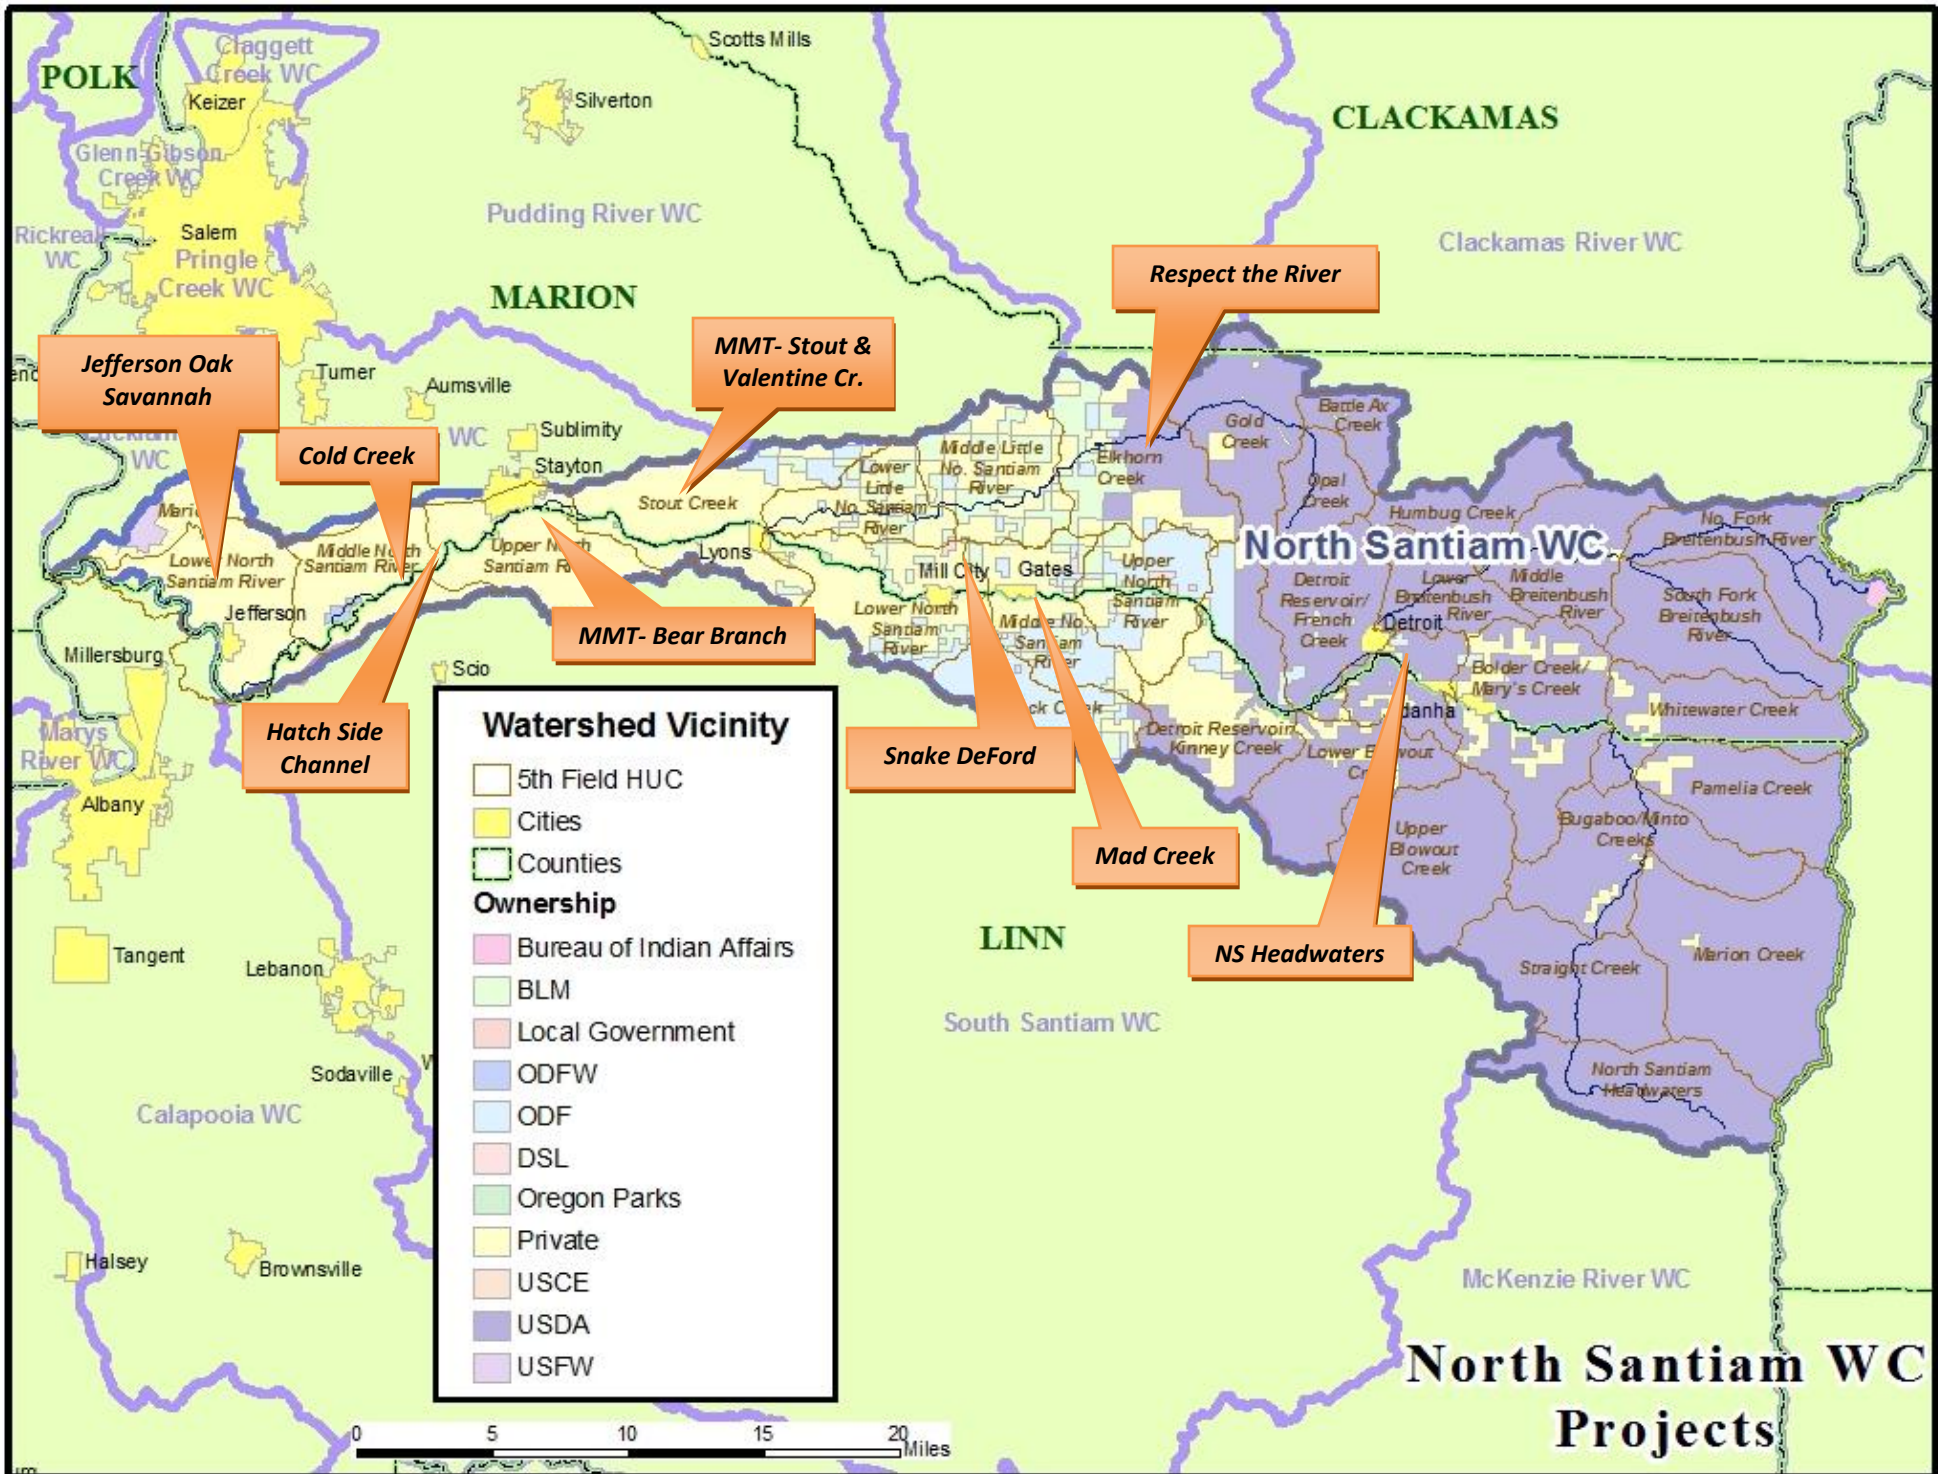 POLK
Claggett
Creek WC
Keizer
Scotts Mills
Silverton
CLACKAMAS
Glenn-Gibson
Creek WC
Pudding River WC
Clackamas River WC
Rickreall
WC
Salem
Pringle
Creek WC
Respect the River
MARION
MMT- Stout &
Valentine Cr.
Jefferson Oak
Savannah
Turner
Aumsville
WC
WC
Cold Creek
Sublimity
Stayton
Stout Creek
Lower
Little
No. Santiam
River
Middle Little
No. Santiam
River
Elkhorn
Creek
Gold
Creek
Battle Ax
Creek
Opal
Creek
Humbug Creek
No. Fork
Breitenbush River
North Santiam WC
Lower North
Santiam River
Middle North
Santiam River
Upper North
Santiam
Lyons
Mill City
Gates
Upper
North
Santiam
River
Detroit
Reservoir/
French
Creek
Lower
Breitenbush
River
Middle
Breitenbush
River
South Fork
Breitenbush
River
Jefferson
MMT- Bear Branch
Lower North
Santiam
River
Middle No.
Santiam
River
Detroit
Millersburg
Scio
Bolder Creek/
Mary's Creek
Whitewater Creek
Hatch Side
Channel
Snake DeFord
ck Creek
Detroit Reservoir/
Kinney Creek
Lower Blowout
danha
Marys
River WC
Albany
Mad Creek
Upper
Blowout
Creek
Bugaboo/Minto
Creeks
Pamelia Creek
LINN
NS Headwaters
Straight Creek
Marion Creek
Tangent
Lebanon
South Santiam WC
North Santiam
Headwaters
Sodaville
Calapooia WC
Halsey
Brownsville
McKenzie River WC
Watershed Vicinity
5th Field HUC
Cities
Counties
Ownership
Bureau of Indian Affairs
BLM
Local Government
ODFW
ODF
DSL
Oregon Parks
Private
USCE
USDA
USFW
0 5 10 15 20 Miles
North Santiam WC
Projects